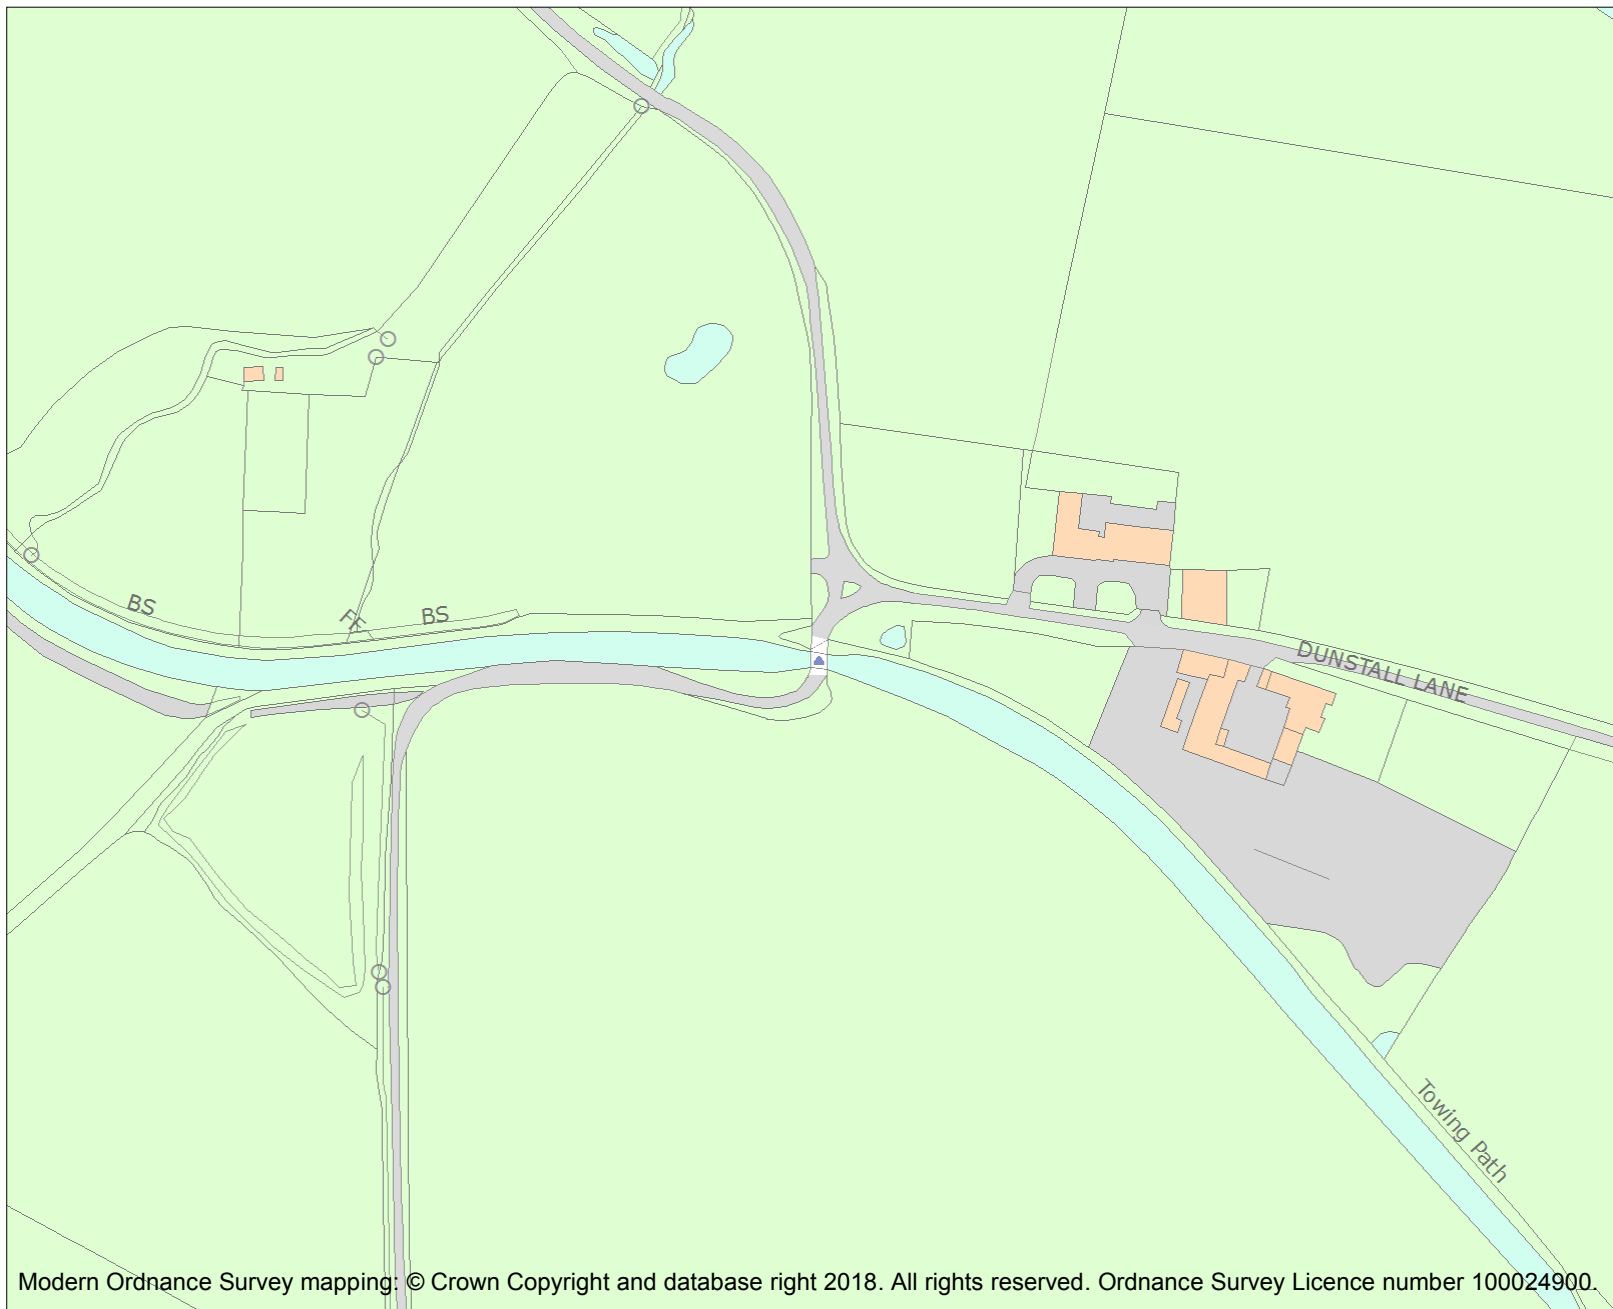 BS
FF
BS
DUNSTALL LANE
Towing Path
Modern Ordnance Survey mapping: © Crown Copyright and database right 2018. All rights reserved. Ordnance Survey Licence number 100024900.